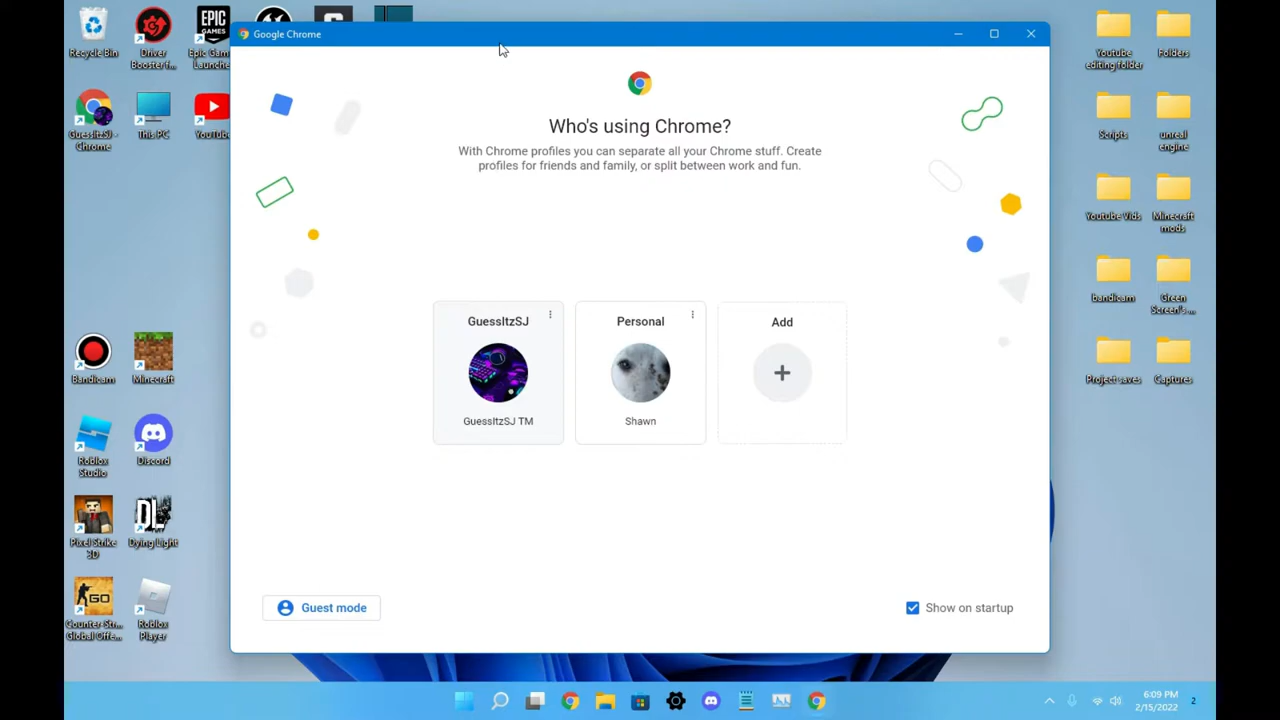 Google Chrome
Who's using Chrome?
With Chrome profiles you can separate all your Chrome stuff. Create
profiles for friends and family, or split between work and fun.
GuessItzSJ
GuessItzSJ TM
Personal
Shawn
Add
Guest mode
Show on startup
Recycle Bin
Driver
Booster f...
EPIC
GAMES
Epic Gam
Launche
GuessItzSJ -
Chrome
This PC
YouTube
Bandicam
Minecraft
Roblox
Studio
Discord
Pixel Strike
3D
DL
Dying Light
GO
Counter-Str...
Global Offe...
Roblox
Player
Youtube
editing folder
Folders
Scripts
unreal
engine
Youtube Vids
Minecraft
mods
bandicam
Green
Screen's ...
Project saves
Captures
6:09 PM
2/15/2022
2